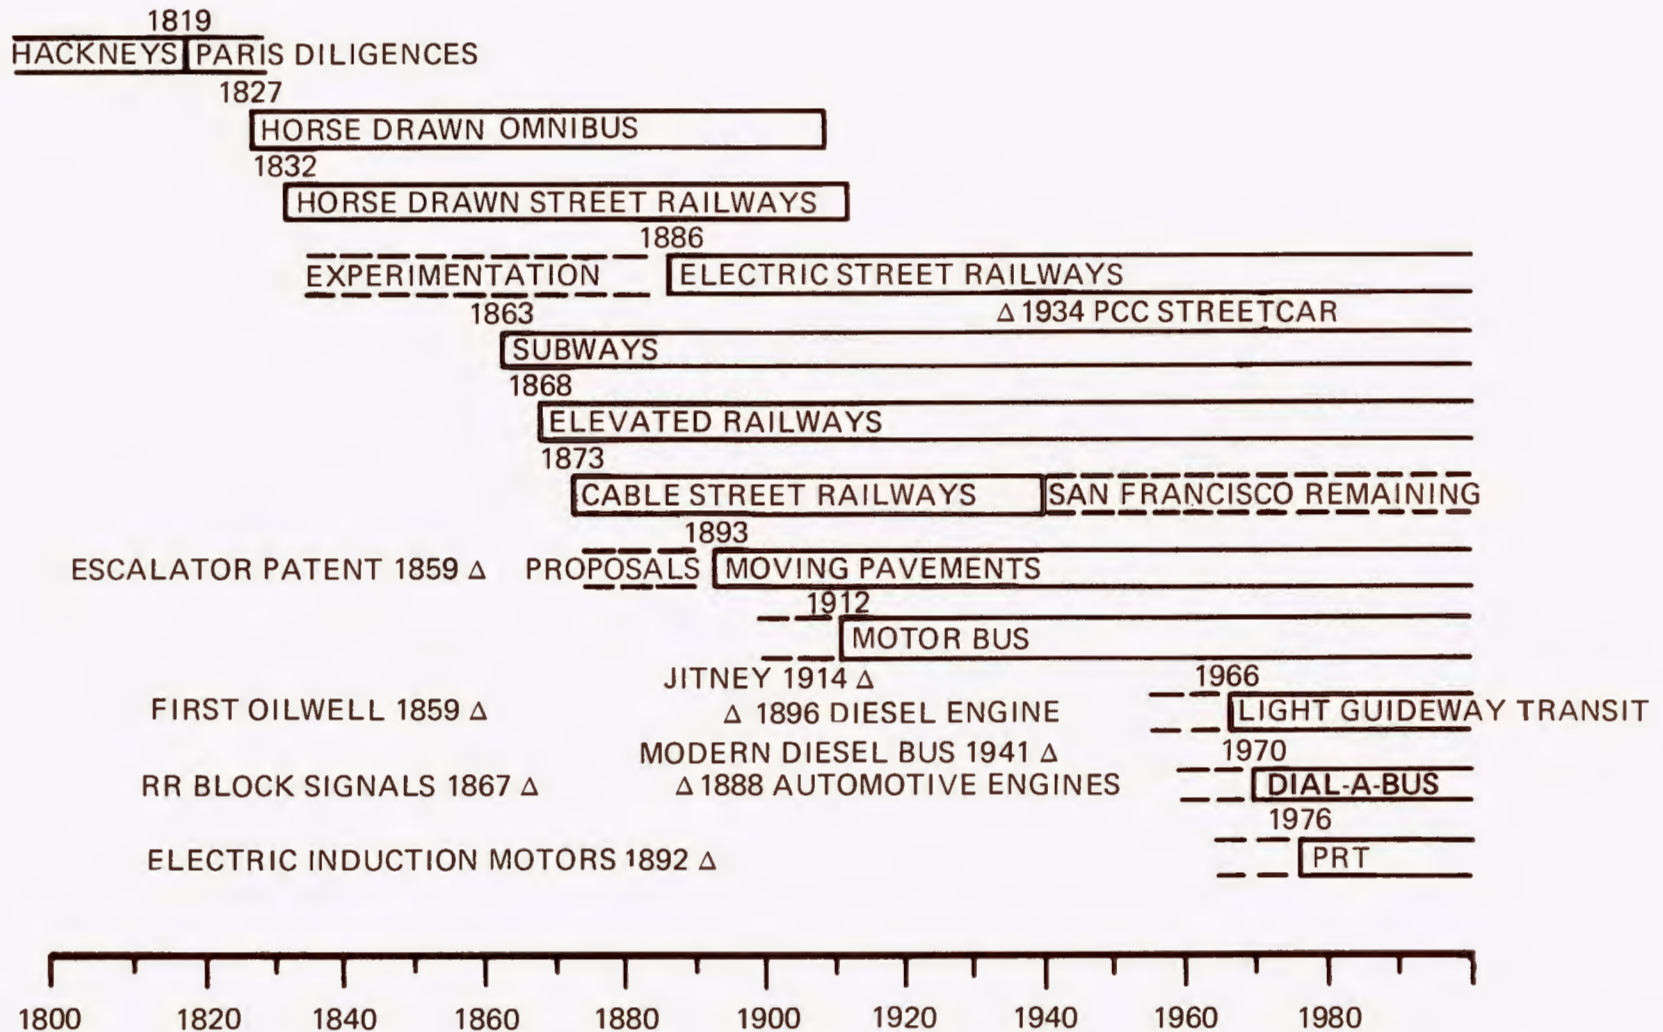 1819
HACKNEYS PARIS DILIGENCES
1827
HORSE DRAWN OMNIBUS
1832
HORSE DRAWN STREET RAILWAYS
1886
EXPERIMENTATION ELECTRIC STREET RAILWAYS
1863 Δ 1934 PCC STREETCAR
SUBWAYS
1868
ELEVATED RAILWAYS
1873
CABLE STREET RAILWAYS SAN FRANCISCO REMAINING
1893
ESCALATOR PATENT 1859 Δ PROPOSALS MOVING PAVEMENTS
1912
MOTOR BUS
JITNEY 1914 Δ 1966
FIRST OILWELL 1859 Δ Δ 1896 DIESEL ENGINE LIGHT GUIDEWAY TRANSIT
MODERN DIESEL BUS 1941 Δ 1970
RR BLOCK SIGNALS 1867 Δ Δ 1888 AUTOMOTIVE ENGINES DIAL-A-BUS
1976
ELECTRIC INDUCTION MOTORS 1892 Δ PRT
1800 1820 1840 1860 1880 1900 1920 1940 1960 1980